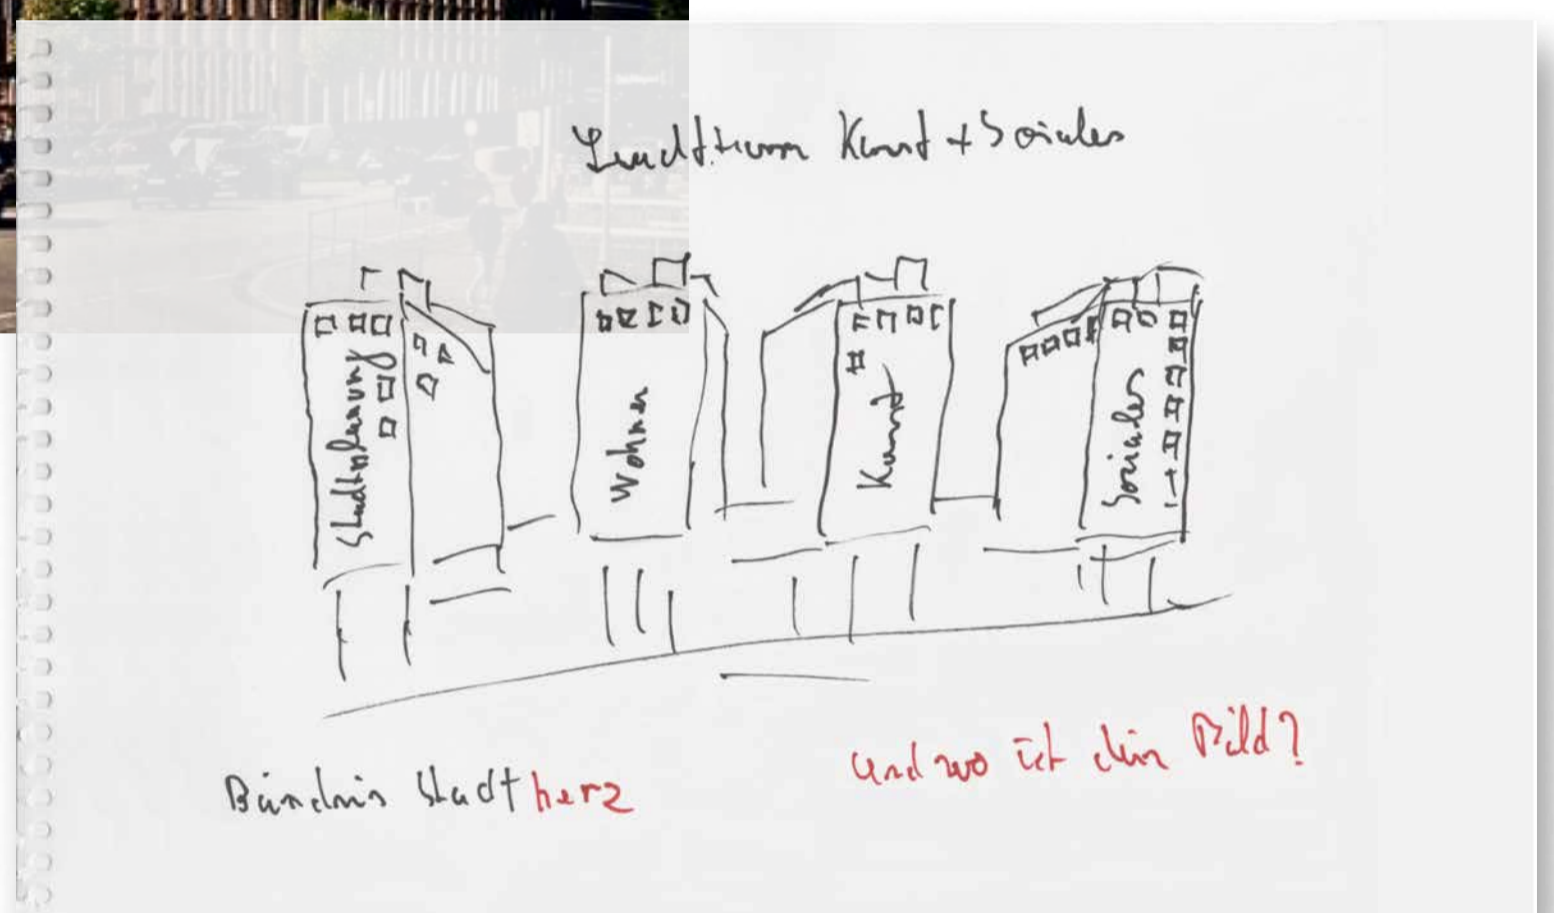 Leuchtturm Kunst + Soziales
Stadtplanung
Wohnen
Kunst
Soziales
Bündnis Stadtherz
und wo ist dein Bild?